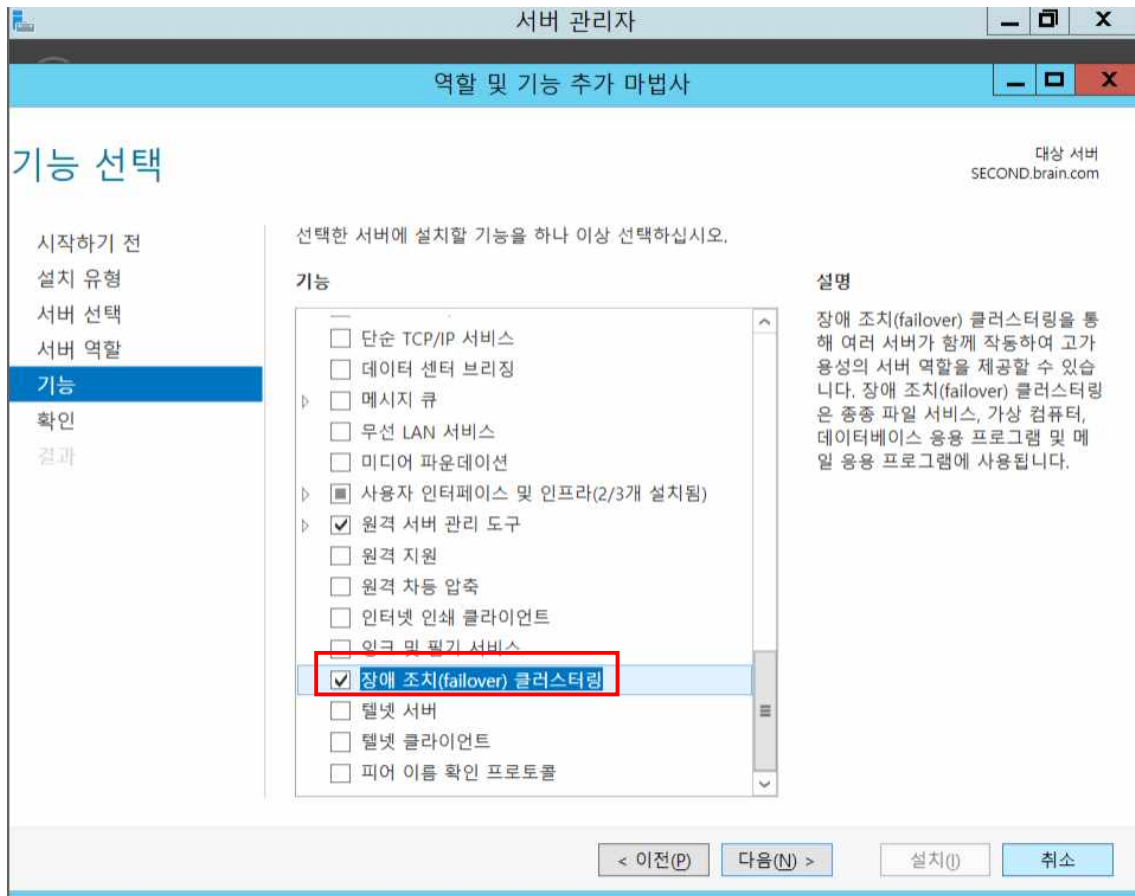 서버 관리자
역할 및 기능 추가 마법사
기능 선택
대상 서버
SECOND.brain.com
시작하기 전
설치 유형
서버 선택
서버 역할
기능
확인
결과
선택한 서버에 설치할 기능을 하나 이상 선택하십시오.
기능
단순 TCP/IP 서비스
데이터 센터 브리징
메시지 큐
무선 LAN 서비스
미디어 파운데이션
사용자 인터페이스 및 인프라(2/3개 설치됨)
원격 서버 관리 도구
원격 지원
원격 차등 압축
인터넷 인쇄 클라이언트
잉크 및 필기 서비스
장애 조치(failover) 클러스터링
텔넷 서버
텔넷 클라이언트
피어 이름 확인 프로토콜
설명
장애 조치(failover) 클러스터링을 통
해 여러 서버가 함께 작동하여 고가
용성의 서버 역할을 제공할 수 있습
니다. 장애 조치(failover) 클러스터링
은 종종 파일 서비스, 가상 컴퓨터,
데이터베이스 응용 프로그램 및 메
일 응용 프로그램에 사용됩니다.
< 이전(P)
다음(N) >
설치(I)
취소